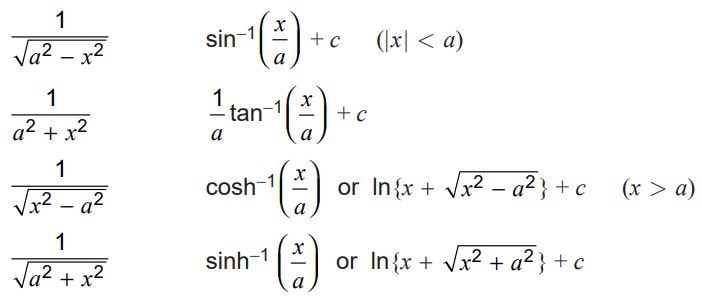 1/√(a² − x²)    sin⁻¹(x/a) + c    (|x| < a)
1/(a² + x²)    (1/a) tan⁻¹(x/a) + c
1/√(x² − a²)    cosh⁻¹(x/a) or ln{x + √(x² − a²)} + c    (x > a)
1/√(a² + x²)    sinh⁻¹(x/a) or ln{x + √(x² + a²)} + c